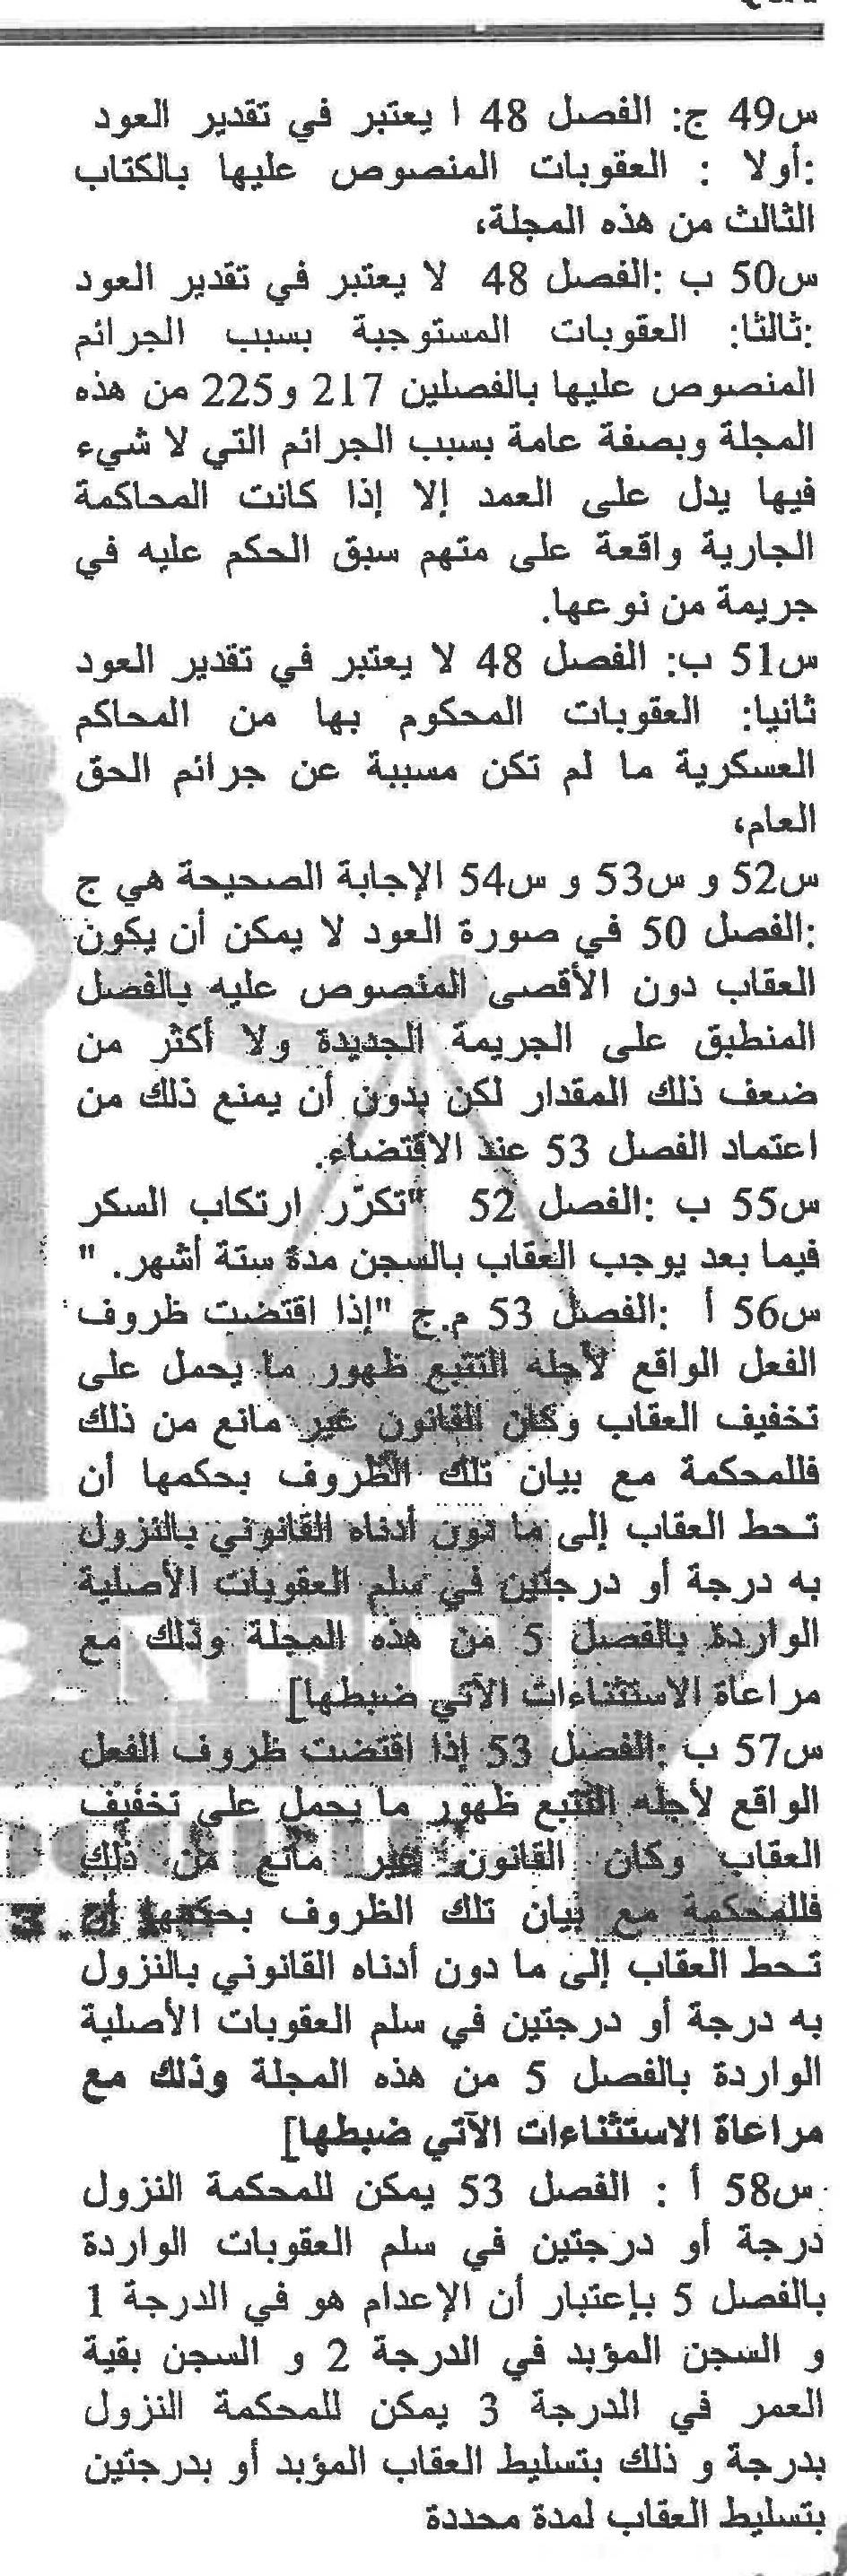 س49 ج: الفصل 48 ا يعتبر في تقدير العود
:أولا : العقوبات المنصوص عليها بالكتاب
الثالث من هذه المجلة،
س50 ب :الفصل 48 لا يعتبر في تقدير العود
:ثالثا: العقوبات المستوجبة بسبب الجرائم
المنصوص عليها بالفصلين 217 و225 من هذه
المجلة وبصفة عامة بسبب الجرائم التي لا شيء
فيها يدل على العمد إلا إذا كانت المحاكمة
الجارية واقعة على متهم سبق الحكم عليه في
جريمة من نوعها.
س51 ب: الفصل 48 لا يعتبر في تقدير العود
ثانيا: العقوبات المحكوم بها من المحاكم
العسكرية ما لم تكن مسببة عن جرائم الحق
العام،
س52 و س53 و س54 الإجابة الصحيحة هي ج
:الفصل 50 في صورة العود لا يمكن أن يكون
العقاب دون الأقصى المنصوص عليه بالفصل
المنطبق على الجريمة الجديدة ولا أكثر من
ضعف ذلك المقدار لكن بدون أن يمنع ذلك من
اعتماد الفصل 53 عند الاقتضاء.
س55 ب :الفصل 52 "تكرّر ارتكاب السكر
فيما بعد يوجب العقاب بالسجن مدة ستة أشهر. "
س56 أ :الفصل 53 م.ج "إذا اقتضت ظروف
الفعل الواقع لأجله التتبع ظهور ما يحمل على
تخفيف العقاب وكان القانون غير مانع من ذلك
فللمحكمة مع بيان تلك الظروف بحكمها أن
تحط العقاب إلى ما دون أدناه القانوني بالنزول
به درجة أو درجتين في سلم العقوبات الأصلية
الواردة بالفصل 5 من هذه المجلة وذلك مع
مراعاة الاستثناءات الآتي ضبطها]
س57 ب :الفصل 53 إذا اقتضت ظروف الفعل
الواقع لأجله التتبع ظهور ما يحمل على تخفيف
العقاب وكان القانون غير مانع من ذلك
فللمحكمة مع بيان تلك الظروف بحكمها أن
تحط العقاب إلى ما دون أدناه القانوني بالنزول
به درجة أو درجتين في سلم العقوبات الأصلية
الواردة بالفصل 5 من هذه المجلة وذلك مع
مراعاة الاستثناءات الآتي ضبطها]
س58 أ : الفصل 53 يمكن للمحكمة النزول
درجة أو درجتين في سلم العقوبات الواردة
بالفصل 5 بإعتبار أن الإعدام هو في الدرجة 1
و السجن المؤبد في الدرجة 2 و السجن بقية
العمر في الدرجة 3 يمكن للمحكمة النزول
بدرجة و ذلك بتسليط العقاب المؤبد أو بدرجتين
بتسليط العقاب لمدة محددة